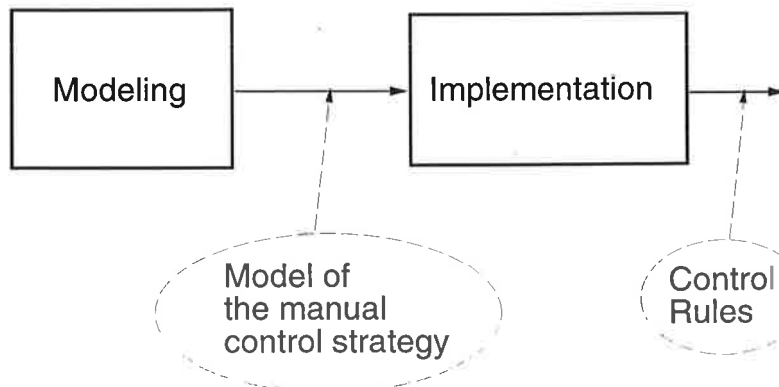 Modeling
Implementation
Model of
the manual
control strategy
Control
Rules